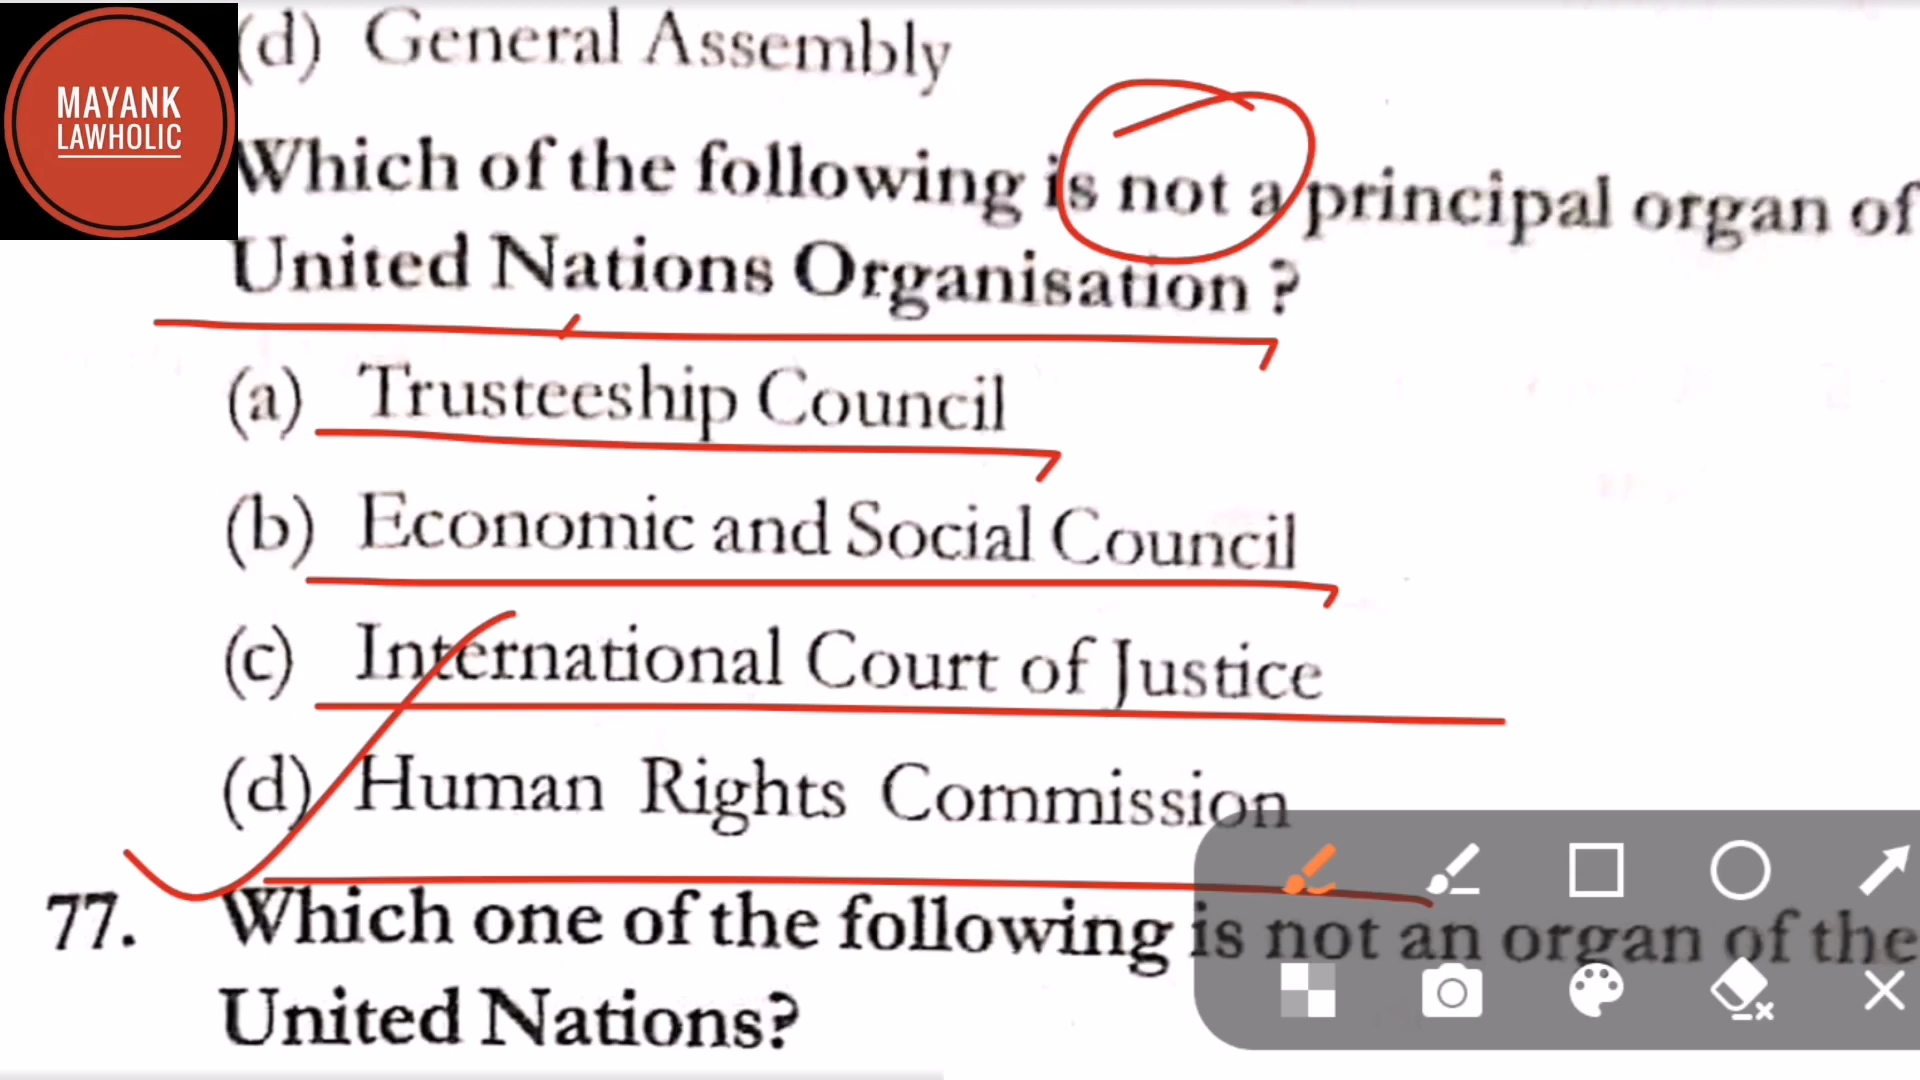 (d) General Assembly
MAYANK
LAWHOLIC
Which of the following is not a principal organ of
United Nations Organisation ?
(a) Trusteeship Council
(b) Economic and Social Council
(c) International Court of Justice
(d) Human Rights Commission
77. Which one of the following is not an organ of the
United Nations?